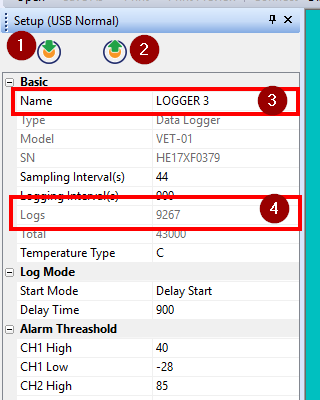 Setup (USB Normal)
1 2
Basic
Name LOGGER 3 3
Type Data Logger
Model VET-01
SN HE17XF0379
Sampling Interval(s) 44
Logging Interval(s) 900
Logs 9267 4
Total 43000
Temperature Type C
Log Mode
Start Mode Delay Start
Delay Time 900
Alarm Threashold
CH1 High 40
CH1 Low -28
CH2 High 85